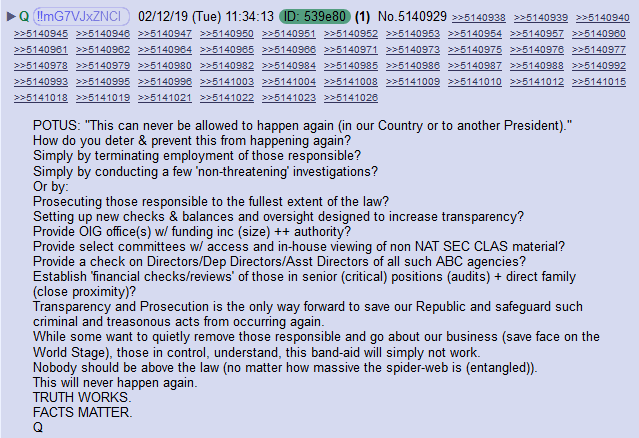 ▶ Q !!mG7VJxZNCI 02/12/19 (Tue) 11:34:13 ID: 539e80 (1) No.5140929 >>5140938 >>5140939 >>5140940
>>5140945 >>5140946 >>5140947 >>5140950 >>5140951 >>5140952 >>5140953 >>5140954 >>5140957 >>5140960
>>5140961 >>5140962 >>5140964 >>5140965 >>5140966 >>5140971 >>5140973 >>5140975 >>5140976 >>5140977
>>5140978 >>5140979 >>5140980 >>5140982 >>5140984 >>5140985 >>5140986 >>5140987 >>5140988 >>5140992
>>5140993 >>5140995 >>5140996 >>5141003 >>5141004 >>5141008 >>5141009 >>5141010 >>5141012 >>5141015
>>5141018 >>5141019 >>5141021 >>5141022 >>5141023 >>5141026
POTUS: "This can never be allowed to happen again (in our Country or to another President)."
How do you deter & prevent this from happening again?
Simply by terminating employment of those responsible?
Simply by conducting a few 'non-threatening' investigations?
Or by:
Prosecuting those responsible to the fullest extent of the law?
Setting up new checks & balances and oversight designed to increase transparency?
Provide OIG office(s) w/ funding inc (size) ++ authority?
Provide select committees w/ access and in-house viewing of non NAT SEC CLAS material?
Provide a check on Directors/Dep Directors/Asst Directors of all such ABC agencies?
Establish 'financial checks/reviews' of those in senior (critical) positions (audits) + direct family
(close proximity)?
Transparency and Prosecution is the only way forward to save our Republic and safeguard such
criminal and treasonous acts from occurring again.
While some want to quietly remove those responsible and go about our business (save face on the
World Stage), those in control, understand, this band-aid will simply not work.
Nobody should be above the law (no matter how massive the spider-web is (entangled)).
This will never happen again.
TRUTH WORKS.
FACTS MATTER.
Q